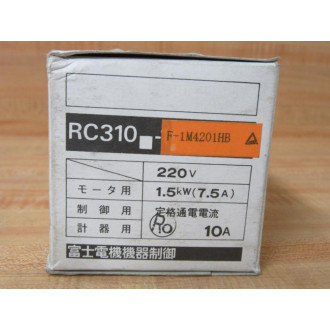 RC310■-F-1M4201HB
220V
モータ用 1.5kW(7.5A)
制御用 定格通電電流
計器用 10A
富士電機機器制御